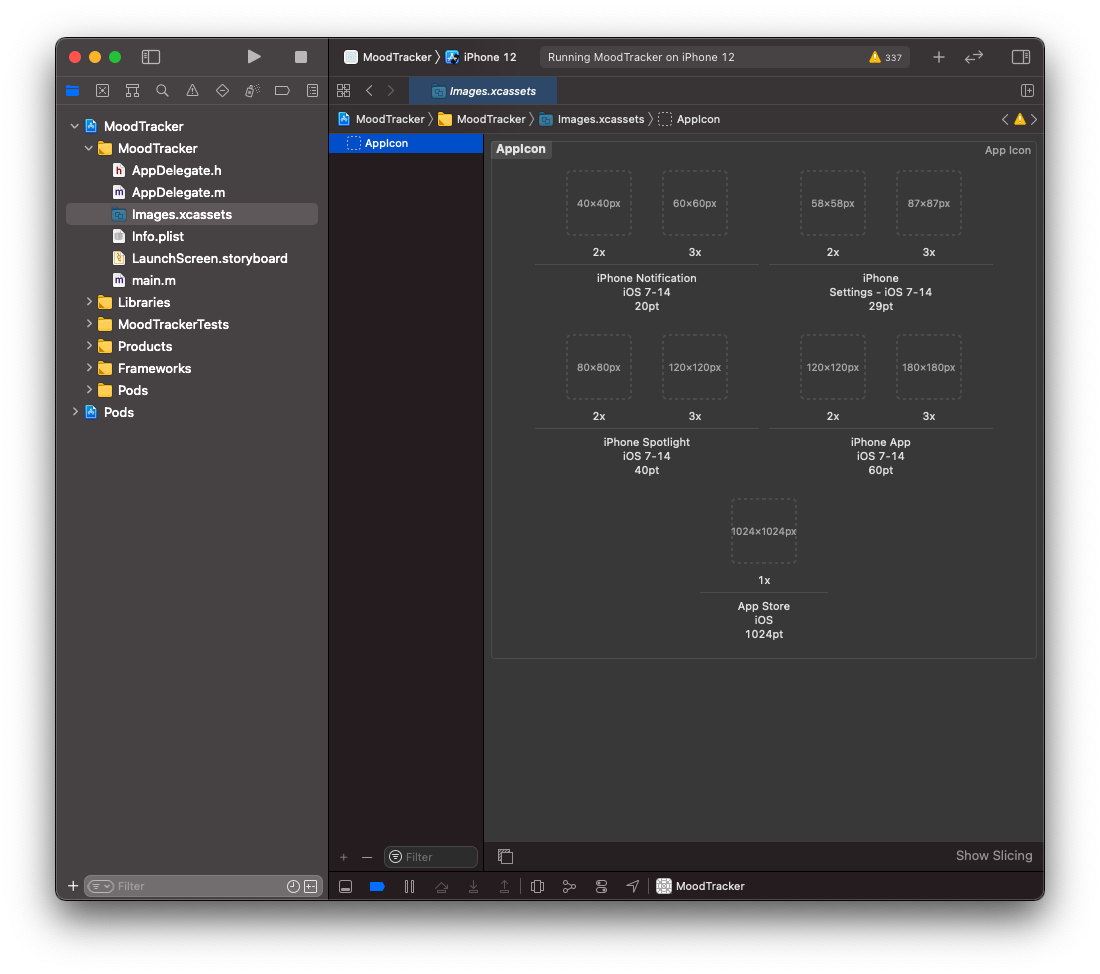 MoodTracker
iPhone 12
Running MoodTracker on iPhone 12
337
Images.xcassets
MoodTracker
MoodTracker
Images.xcassets
AppIcon
MoodTracker
MoodTracker
h
AppDelegate.h
m
AppDelegate.m
Images.xcassets
Info.plist
LaunchScreen.storyboard
m
main.m
Libraries
MoodTrackerTests
Products
Frameworks
Pods
Pods
AppIcon
AppIcon
App Icon
40×40px
60×60px
58×58px
87×87px
2x
3x
2x
3x
iPhone Notification
iOS 7-14
20pt
iPhone
Settings - iOS 7-14
29pt
80×80px
120×120px
120×120px
180×180px
2x
3x
2x
3x
iPhone Spotlight
iOS 7-14
40pt
iPhone App
iOS 7-14
60pt
1024×1024px
1x
App Store
iOS
1024pt
Filter
Show Slicing
Filter
MoodTracker